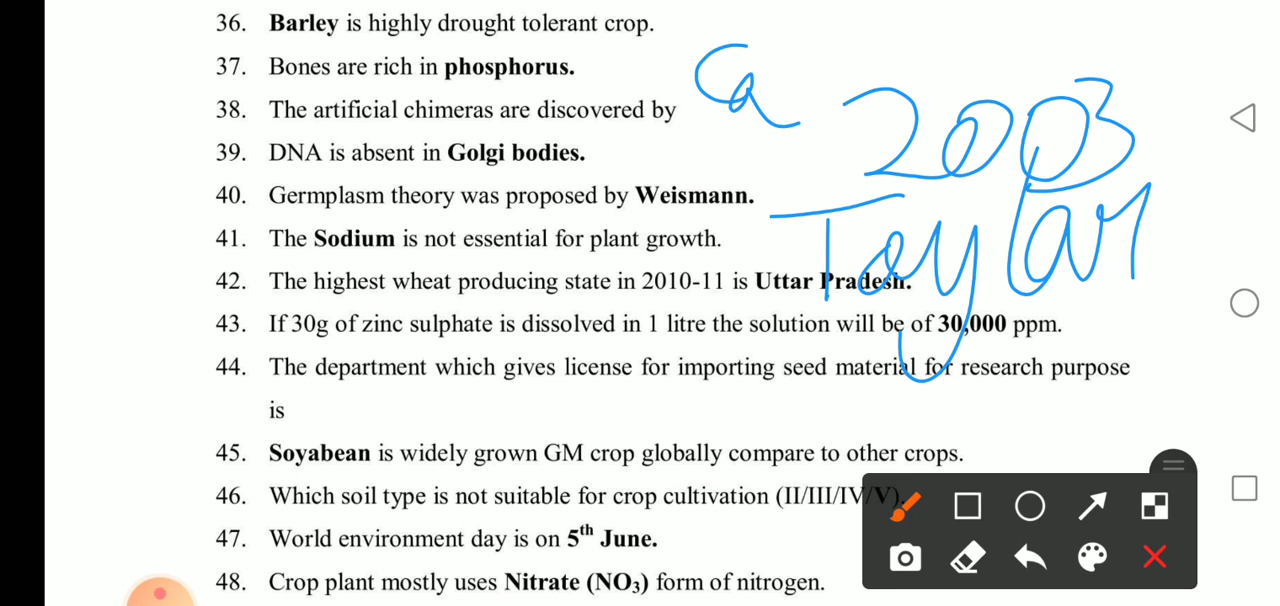 36. Barley is highly drought tolerant crop.
37. Bones are rich in phosphorus.
Ca
2003
38. The artificial chimeras are discovered by
39. DNA is absent in Golgi bodies.
40. Germplasm theory was proposed by Weismann.
Taylar
41. The Sodium is not essential for plant growth.
42. The highest wheat producing state in 2010-11 is Uttar Pradesh.
43. If 30g of zinc sulphate is dissolved in 1 litre the solution will be of 30,000 ppm.
44. The department which gives license for importing seed material for research purpose
is
45. Soyabean is widely grown GM crop globally compare to other crops.
46. Which soil type is not suitable for crop cultivation (II/III/IV/V).
47. World environment day is on 5th June.
48. Crop plant mostly uses Nitrate (NO3) form of nitrogen.